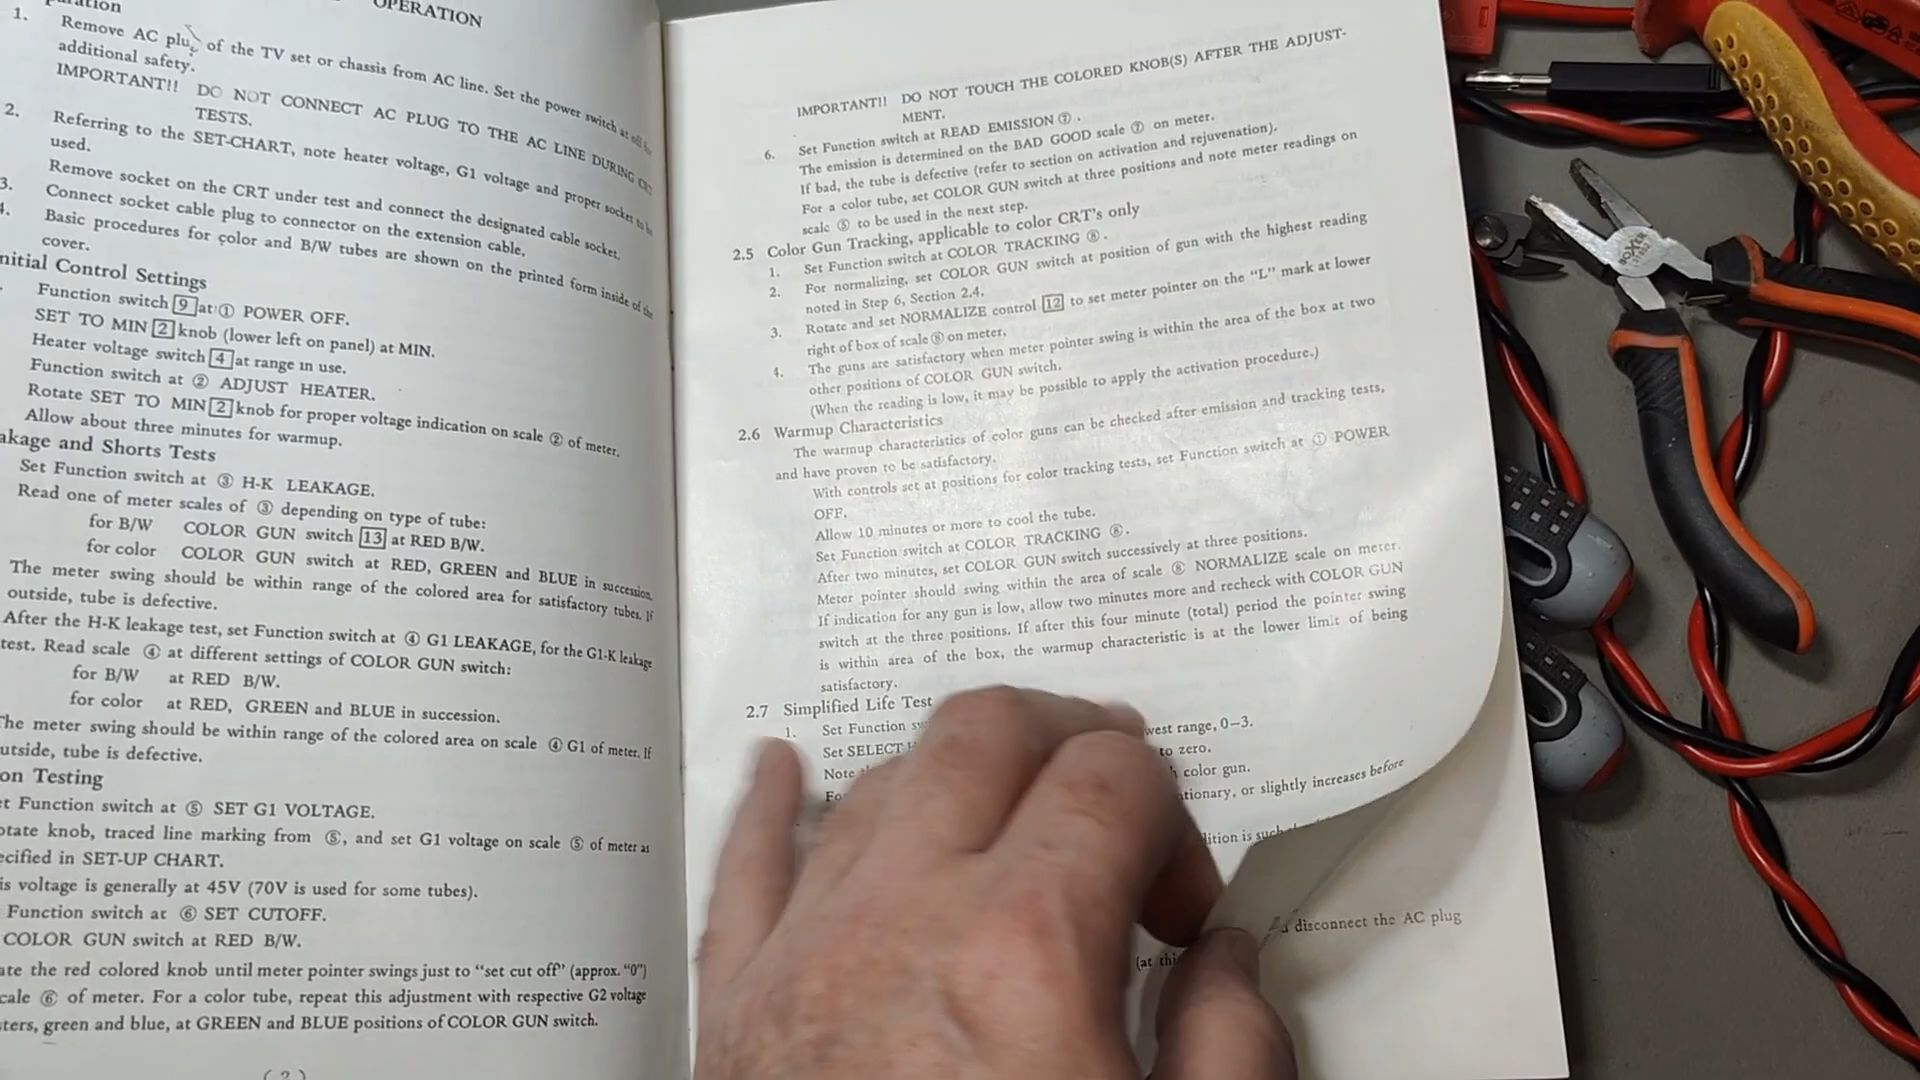 OPERATION
1. Remove AC plug of the TV set or chassis from AC line. Set the power switch at off for
additional safety.
IMPORTANT!! DO NOT CONNECT AC PLUG TO THE AC LINE DURING CRT
TESTS.
2. Referring to the SET-CHART, note heater voltage, G1 voltage and proper socket to be
used.
Remove socket on the CRT under test and connect the designated cable socket.
3. Connect socket cable plug to connector on the extension cable.
4. Basic procedures for color and B/W tubes are shown on the printed form inside of the
cover.
nitial Control Settings
Function switch 9 at ① POWER OFF.
SET TO MIN 2 knob (lower left on panel) at MIN.
Heater voltage switch 4 at range in use.
Function switch at ② ADJUST HEATER.
Rotate SET TO MIN 2 knob for proper voltage indication on scale ② of meter.
Allow about three minutes for warmup.
akage and Shorts Tests
Set Function switch at ③ H-K LEAKAGE.
Read one of meter scales of ③ depending on type of tube:
for B/W COLOR GUN switch 13 at RED B/W.
for color COLOR GUN switch at RED, GREEN and BLUE in succession,
The meter swing should be within range of the colored area for satisfactory tubes. If
outside, tube is defective.
After the H-K leakage test, set Function switch at ④ G1 LEAKAGE, for the G1-K leakage
test. Read scale ④ at different settings of COLOR GUN switch:
for B/W at RED B/W.
for color at RED, GREEN and BLUE in succession.
The meter swing should be within range of the colored area on scale ④ G1 of meter. If
utside, tube is defective.
on Testing
et Function switch at ⑤ SET G1 VOLTAGE.
otate knob, traced line marking from ⑤, and set G1 voltage on scale ⑤ of meter as
ecified in SET-UP CHART.
is voltage is generally at 45V (70V is used for some tubes).
Function switch at ⑥ SET CUTOFF.
COLOR GUN switch at RED B/W.
ate the red colored knob until meter pointer swings just to “set cut off” (approx. “0”)
cale ⑥ of meter. For a color tube, repeat this adjustment with respective G2 voltage
ters, green and blue, at GREEN and BLUE positions of COLOR GUN switch.
IMPORTANT!! DO NOT TOUCH THE COLORED KNOB(S) AFTER THE ADJUST-
MENT.
6. Set Function switch at READ EMISSION ⑦ .
The emission is determined on the BAD GOOD scale ⑦ on meter.
If bad, the tube is defective (refer to section on activation and rejuvenation).
For a color tube, set COLOR GUN switch at three positions and note meter readings on
scale ⑤ to be used in the next step.
2.5 Color Gun Tracking, applicable to color CRT's only
1. Set Function switch at COLOR TRACKING ⑧ .
2. For normalizing, set COLOR GUN switch at position of gun with the highest reading
noted in Step 6, Section 2.4.
3. Rotate and set NORMALIZE control 12 to set meter pointer on the “L” mark at lower
right of box of scale ⑧ on meter.
4. The guns are satisfactory when meter pointer swing is within the area of the box at two
other positions of COLOR GUN switch.
(When the reading is low, it may be possible to apply the activation procedure.)
2.6 Warmup Characteristics
The warmup characteristics of color guns can be checked after emission and tracking tests,
and have proven to be satisfactory.
With controls set at positions for color tracking tests, set Function switch at ① POWER
OFF.
Allow 10 minutes or more to cool the tube.
Set Function switch at COLOR TRACKING ⑧ .
After two minutes, set COLOR GUN switch successively at three positions.
Meter pointer should swing within the area of scale ⑧ NORMALIZE scale on meter.
If indication for any gun is low, allow two minutes more and recheck with COLOR GUN
switch at the three positions. If after this four minute (total) period the pointer swing
is within area of the box, the warmup characteristic is at the lower limit of being
satisfactory.
2.7 Simplified Life Test
1. Set Function west range, 0–3.
Set SELECT to zero.
Note color gun.
tionary, or slightly increases before
dition is such
disconnect the AC plug
(at
BOXER